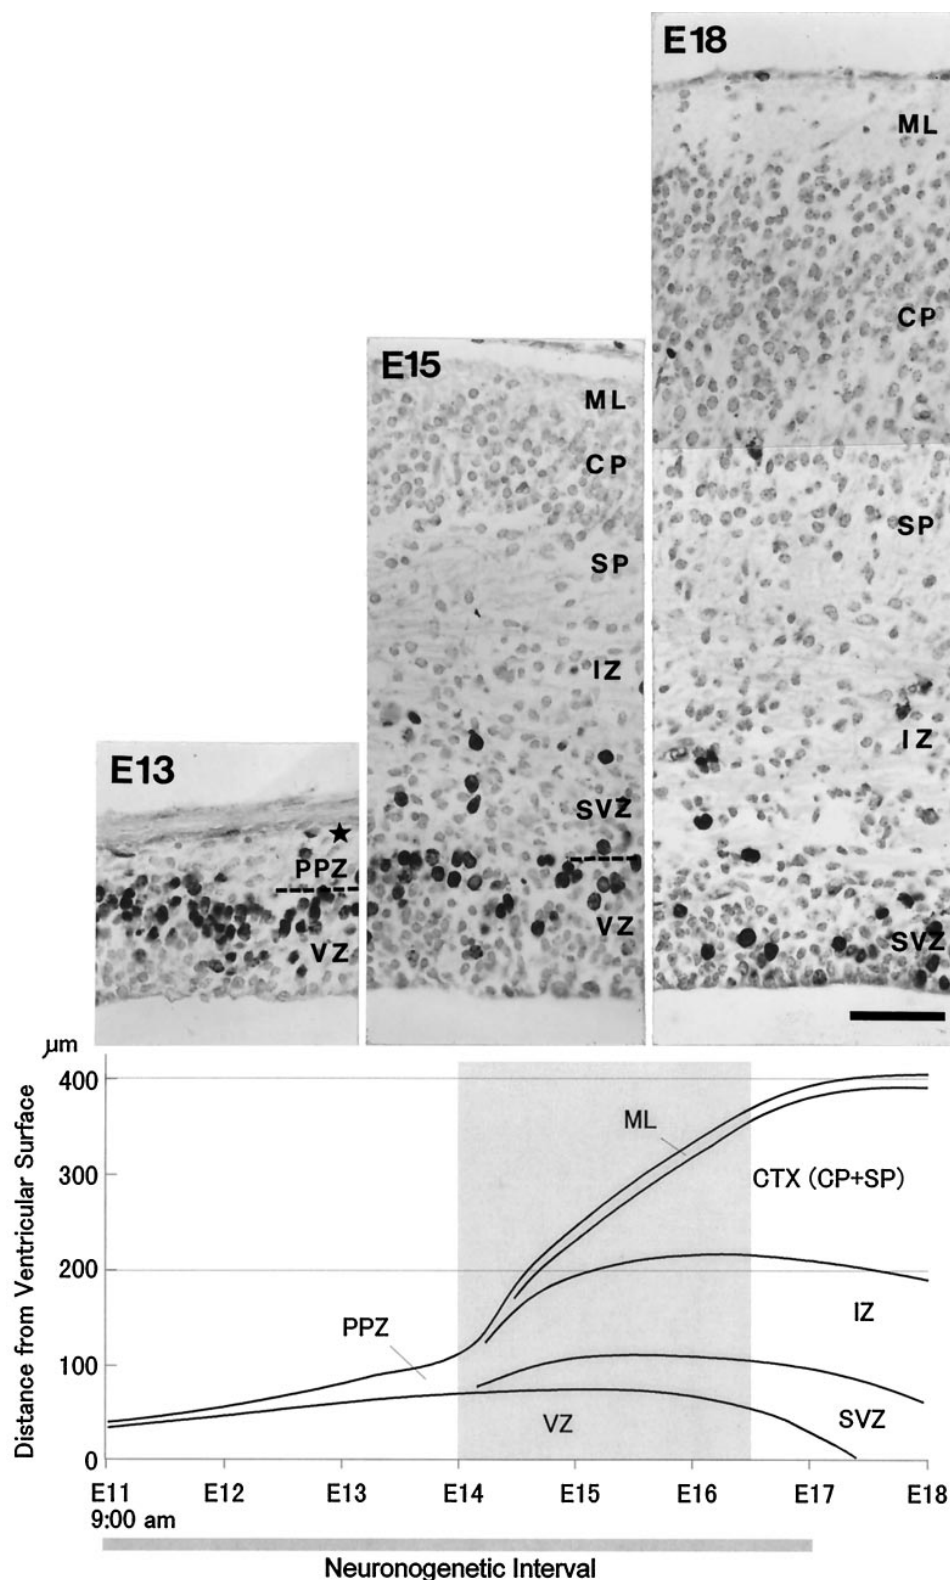 E18
ML
CP
SP
IZ
SVZ
E15
ML
CP
SP
IZ
SVZ
VZ
E13
PPZ
VZ
μm
Distance from Ventricular Surface
400
300
200
100
0
ML
CTX (CP+SP)
PPZ
IZ
VZ
SVZ
E11 E12 E13 E14 E15 E16 E17 E18
9:00 am
Neuronogenetic Interval